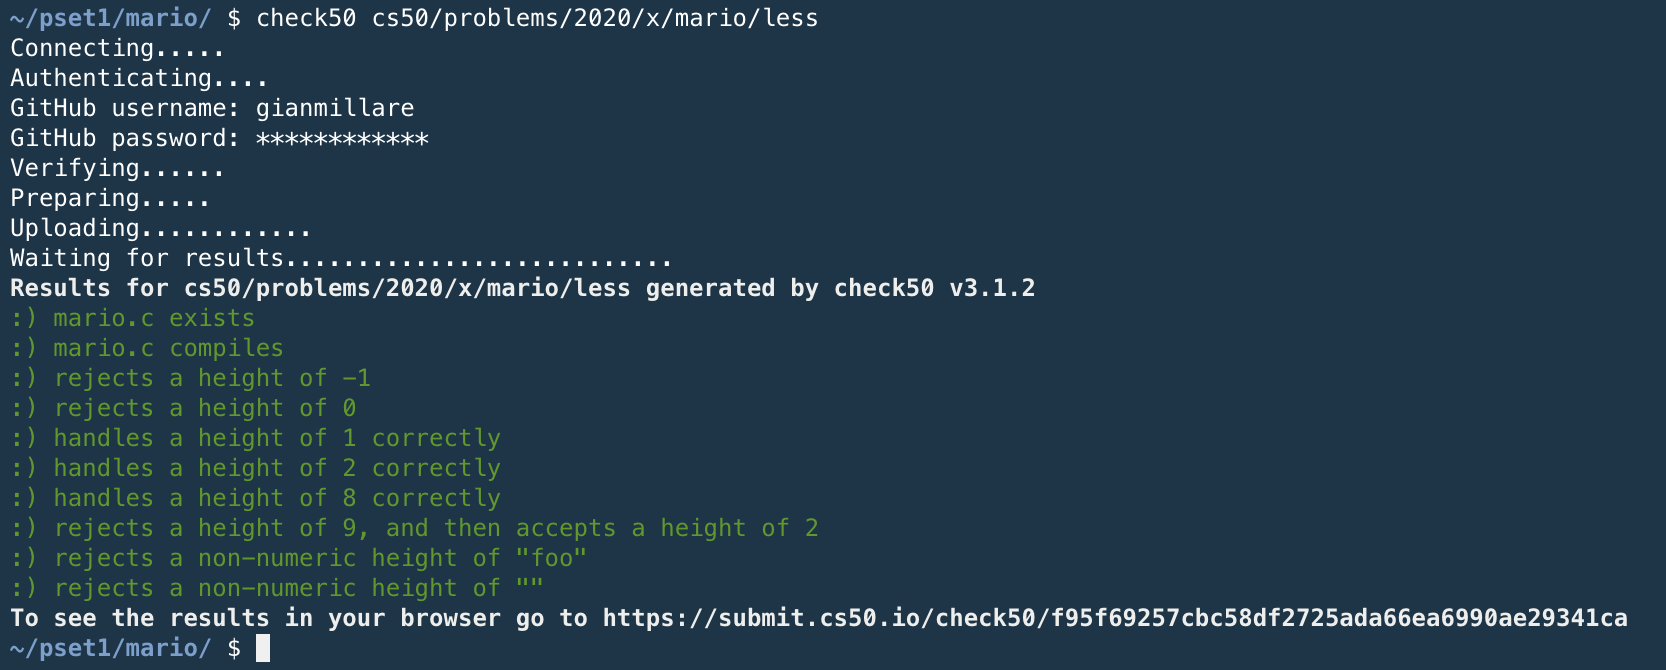 ~/pset1/mario/ $ check50 cs50/problems/2020/x/mario/less
Connecting.....
Authenticating....
GitHub username: gianmillare
GitHub password: ************
Verifying......
Preparing.....
Uploading............
Waiting for results...........................
Results for cs50/problems/2020/x/mario/less generated by check50 v3.1.2
:) mario.c exists
:) mario.c compiles
:) rejects a height of -1
:) rejects a height of 0
:) handles a height of 1 correctly
:) handles a height of 2 correctly
:) handles a height of 8 correctly
:) rejects a height of 9, and then accepts a height of 2
:) rejects a non-numeric height of "foo"
:) rejects a non-numeric height of ""
To see the results in your browser go to https://submit.cs50.io/check50/f95f69257cbc58df2725ada66ea6990ae29341ca
~/pset1/mario/ $